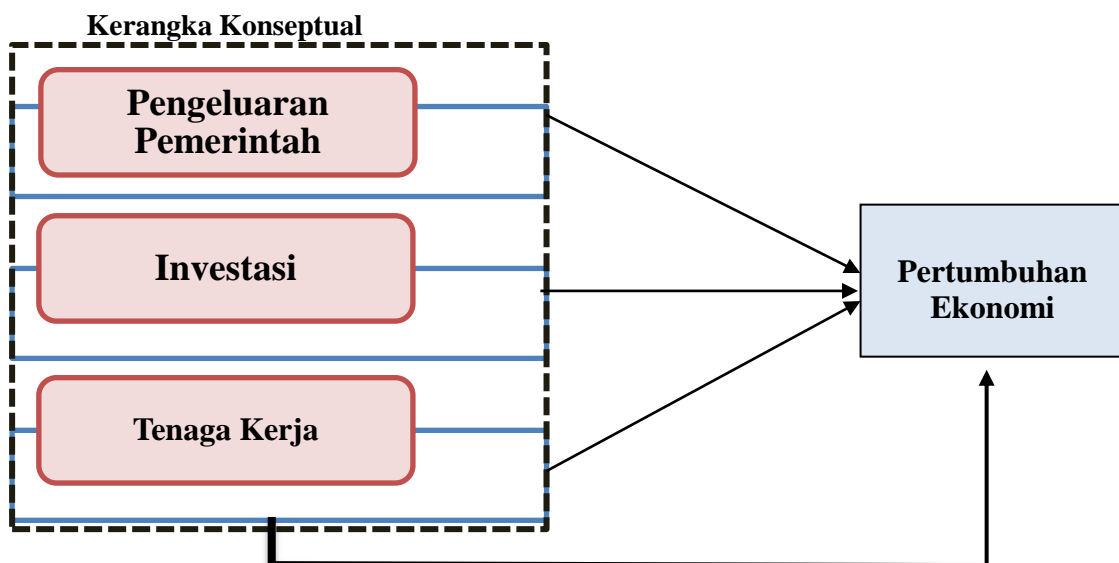 Kerangka Konseptual
Pengeluaran
Pemerintah
Investasi
Tenaga Kerja
Pertumbuhan
Ekonomi